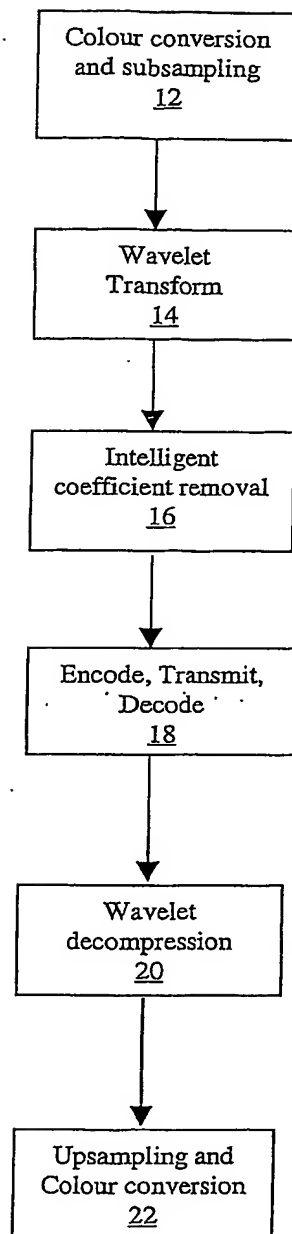 Colour conversion
and subsampling
12
Wavelet
Transform
14
Intelligent
coefficient removal
16
Encode, Transmit,
Decode
18
Wavelet
decompression
20
Upsampling and
Colour conversion
22